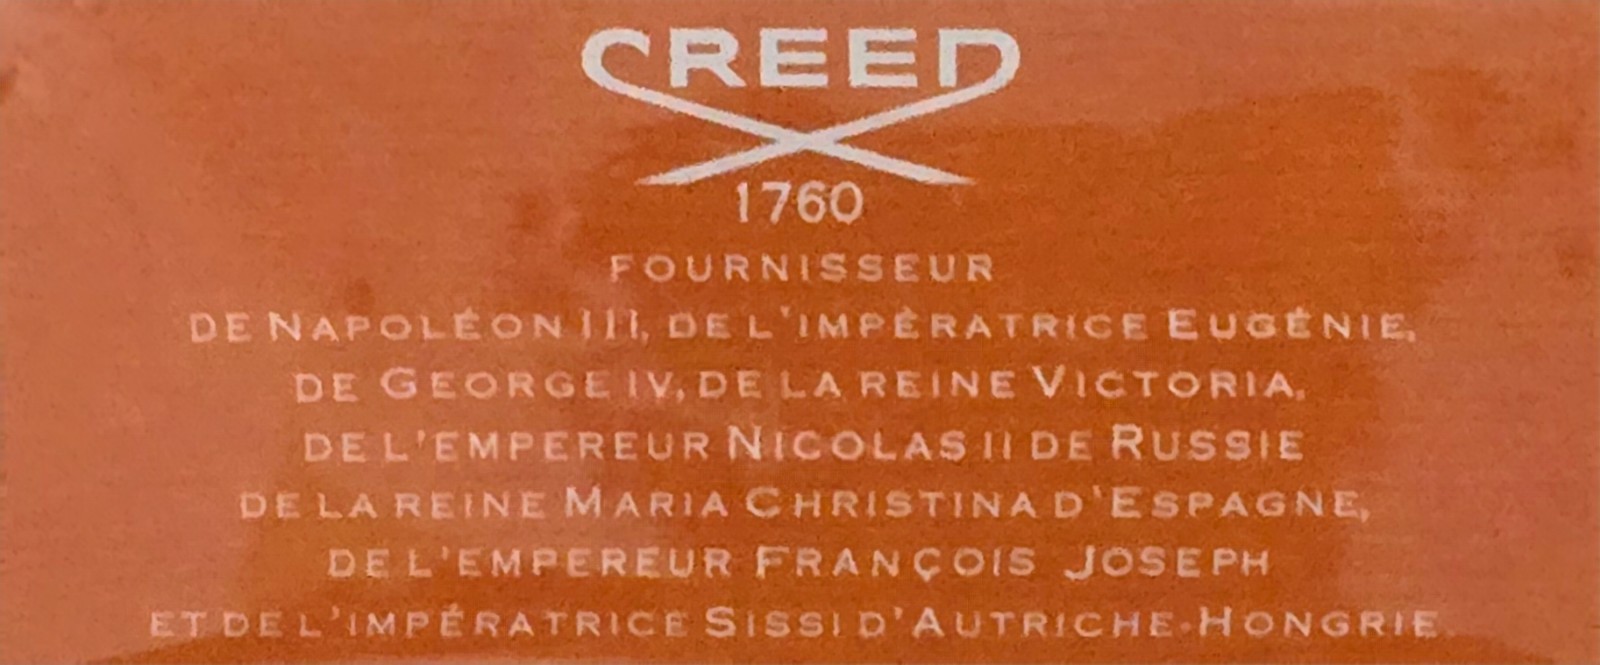 CREED
1760
FOURNISSEUR
DE NAPOLÉON III, DE L'IMPÉRATRICE EUGÉNIE,
DE GEORGE IV, DE LA REINE VICTORIA,
DE L'EMPEREUR NICOLAS II DE RUSSIE
DE LA REINE MARIA CHRISTINA D'ESPAGNE,
DE L'EMPEREUR FRANÇOIS JOSEPH
ET DE L'IMPÉRATRICE SISSI D'AUTRICHE-HONGRIE